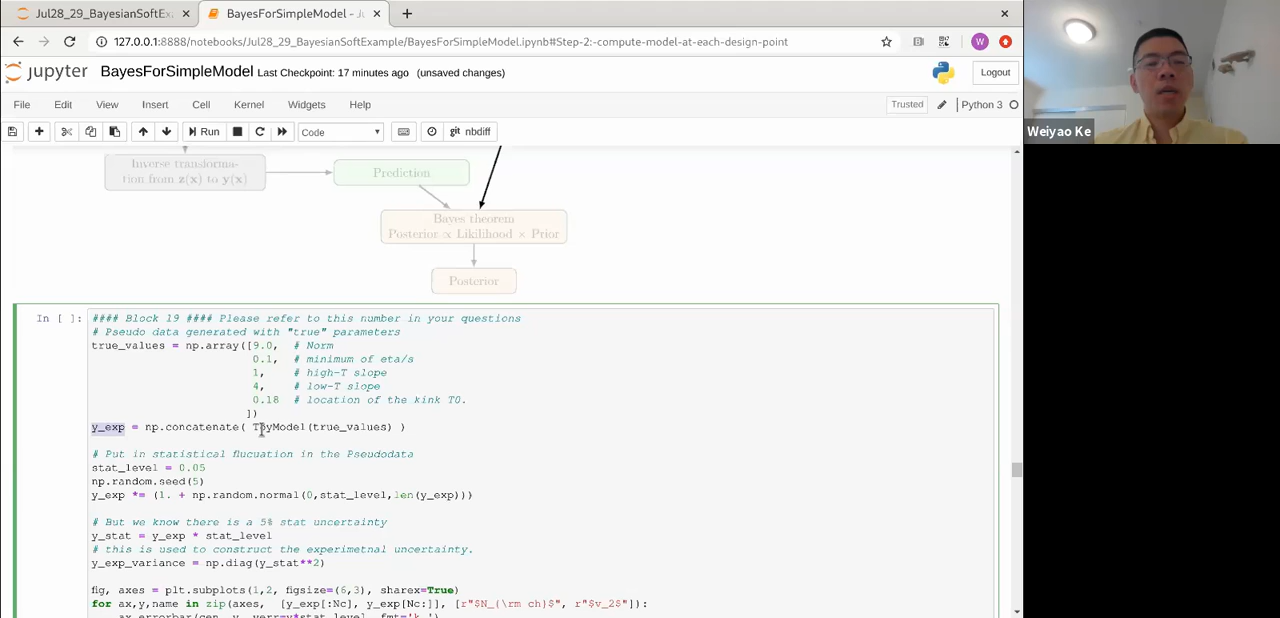 Jul28_29_BayesianSoftEx
BayesForSimpleModel - J
127.0.0.1:8888/notebooks/Jul28_29_BayesianSoftExample/BayesForSimpleModel.ipynb#Step-2:-compute-model-at-each-design-point
W
jupyter BayesForSimpleModel Last Checkpoint: 17 minutes ago (unsaved changes)
Logout
File Edit View Insert Cell Kernel Widgets Help
Trusted
Python 3
Run
Code
git nbdiff
Inverse transforma-
tion from z(x) to y(x)
Prediction
Bayes theorem
Posterior ∝ Likilihood × Prior
Posterior
In [ ]:
#### Block 19 #### Please refer to this number in your questions
# Pseudo data generated with "true" parameters
true_values = np.array([9.0, # Norm
0.1, # minimum of eta/s
1, # high-T slope
4, # low-T slope
0.18 # location of the kink T0.
])
y_exp = np.concatenate( ToyModel(true_values) )
# Put in statistical flucuation in the Pseudodata
stat_level = 0.05
np.random.seed(5)
y_exp *= (1. + np.random.normal(0,stat_level,len(y_exp)))
# But we know there is a 5% stat uncertainty
y_stat = y_exp * stat_level
# this is used to construct the experimetnal uncertainty.
y_exp_variance = np.diag(y_stat**2)
fig, axes = plt.subplots(1,2, figsize=(6,3), sharex=True)
for ax,y,name in zip(axes, [y_exp[:Nc], y_exp[Nc:]], [r"$N_{\rm ch}$", r"$v_2$"]):
ax.errorbar(cen, y, yerr=y*stat_level, fmt='k.')
Weiyao Ke